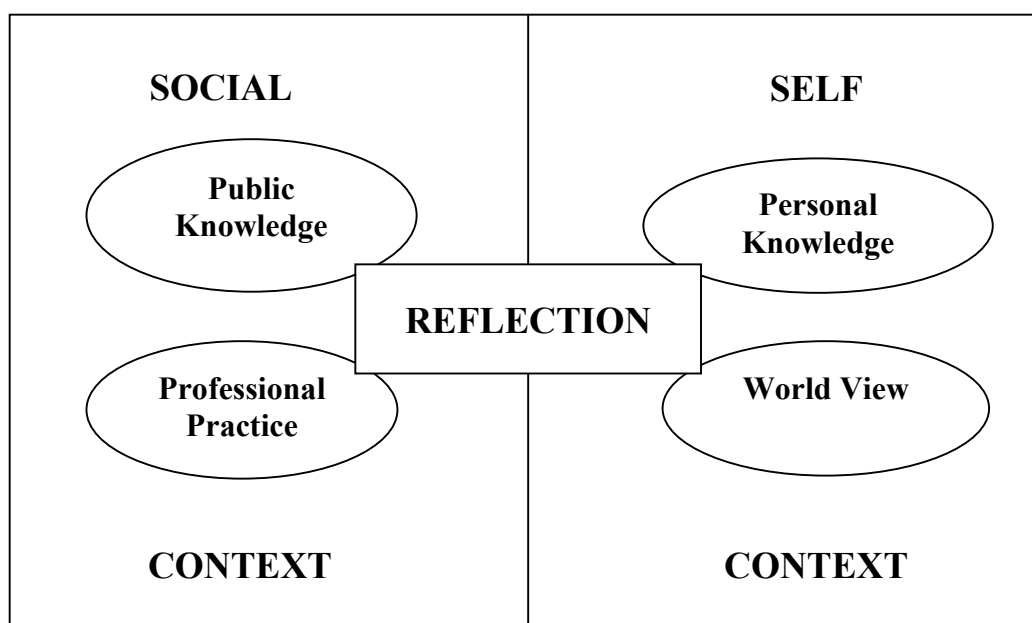 SOCIAL
Public
Knowledge
Professional
Practice
CONTEXT
REFLECTION
SELF
Personal
Knowledge
World View
CONTEXT